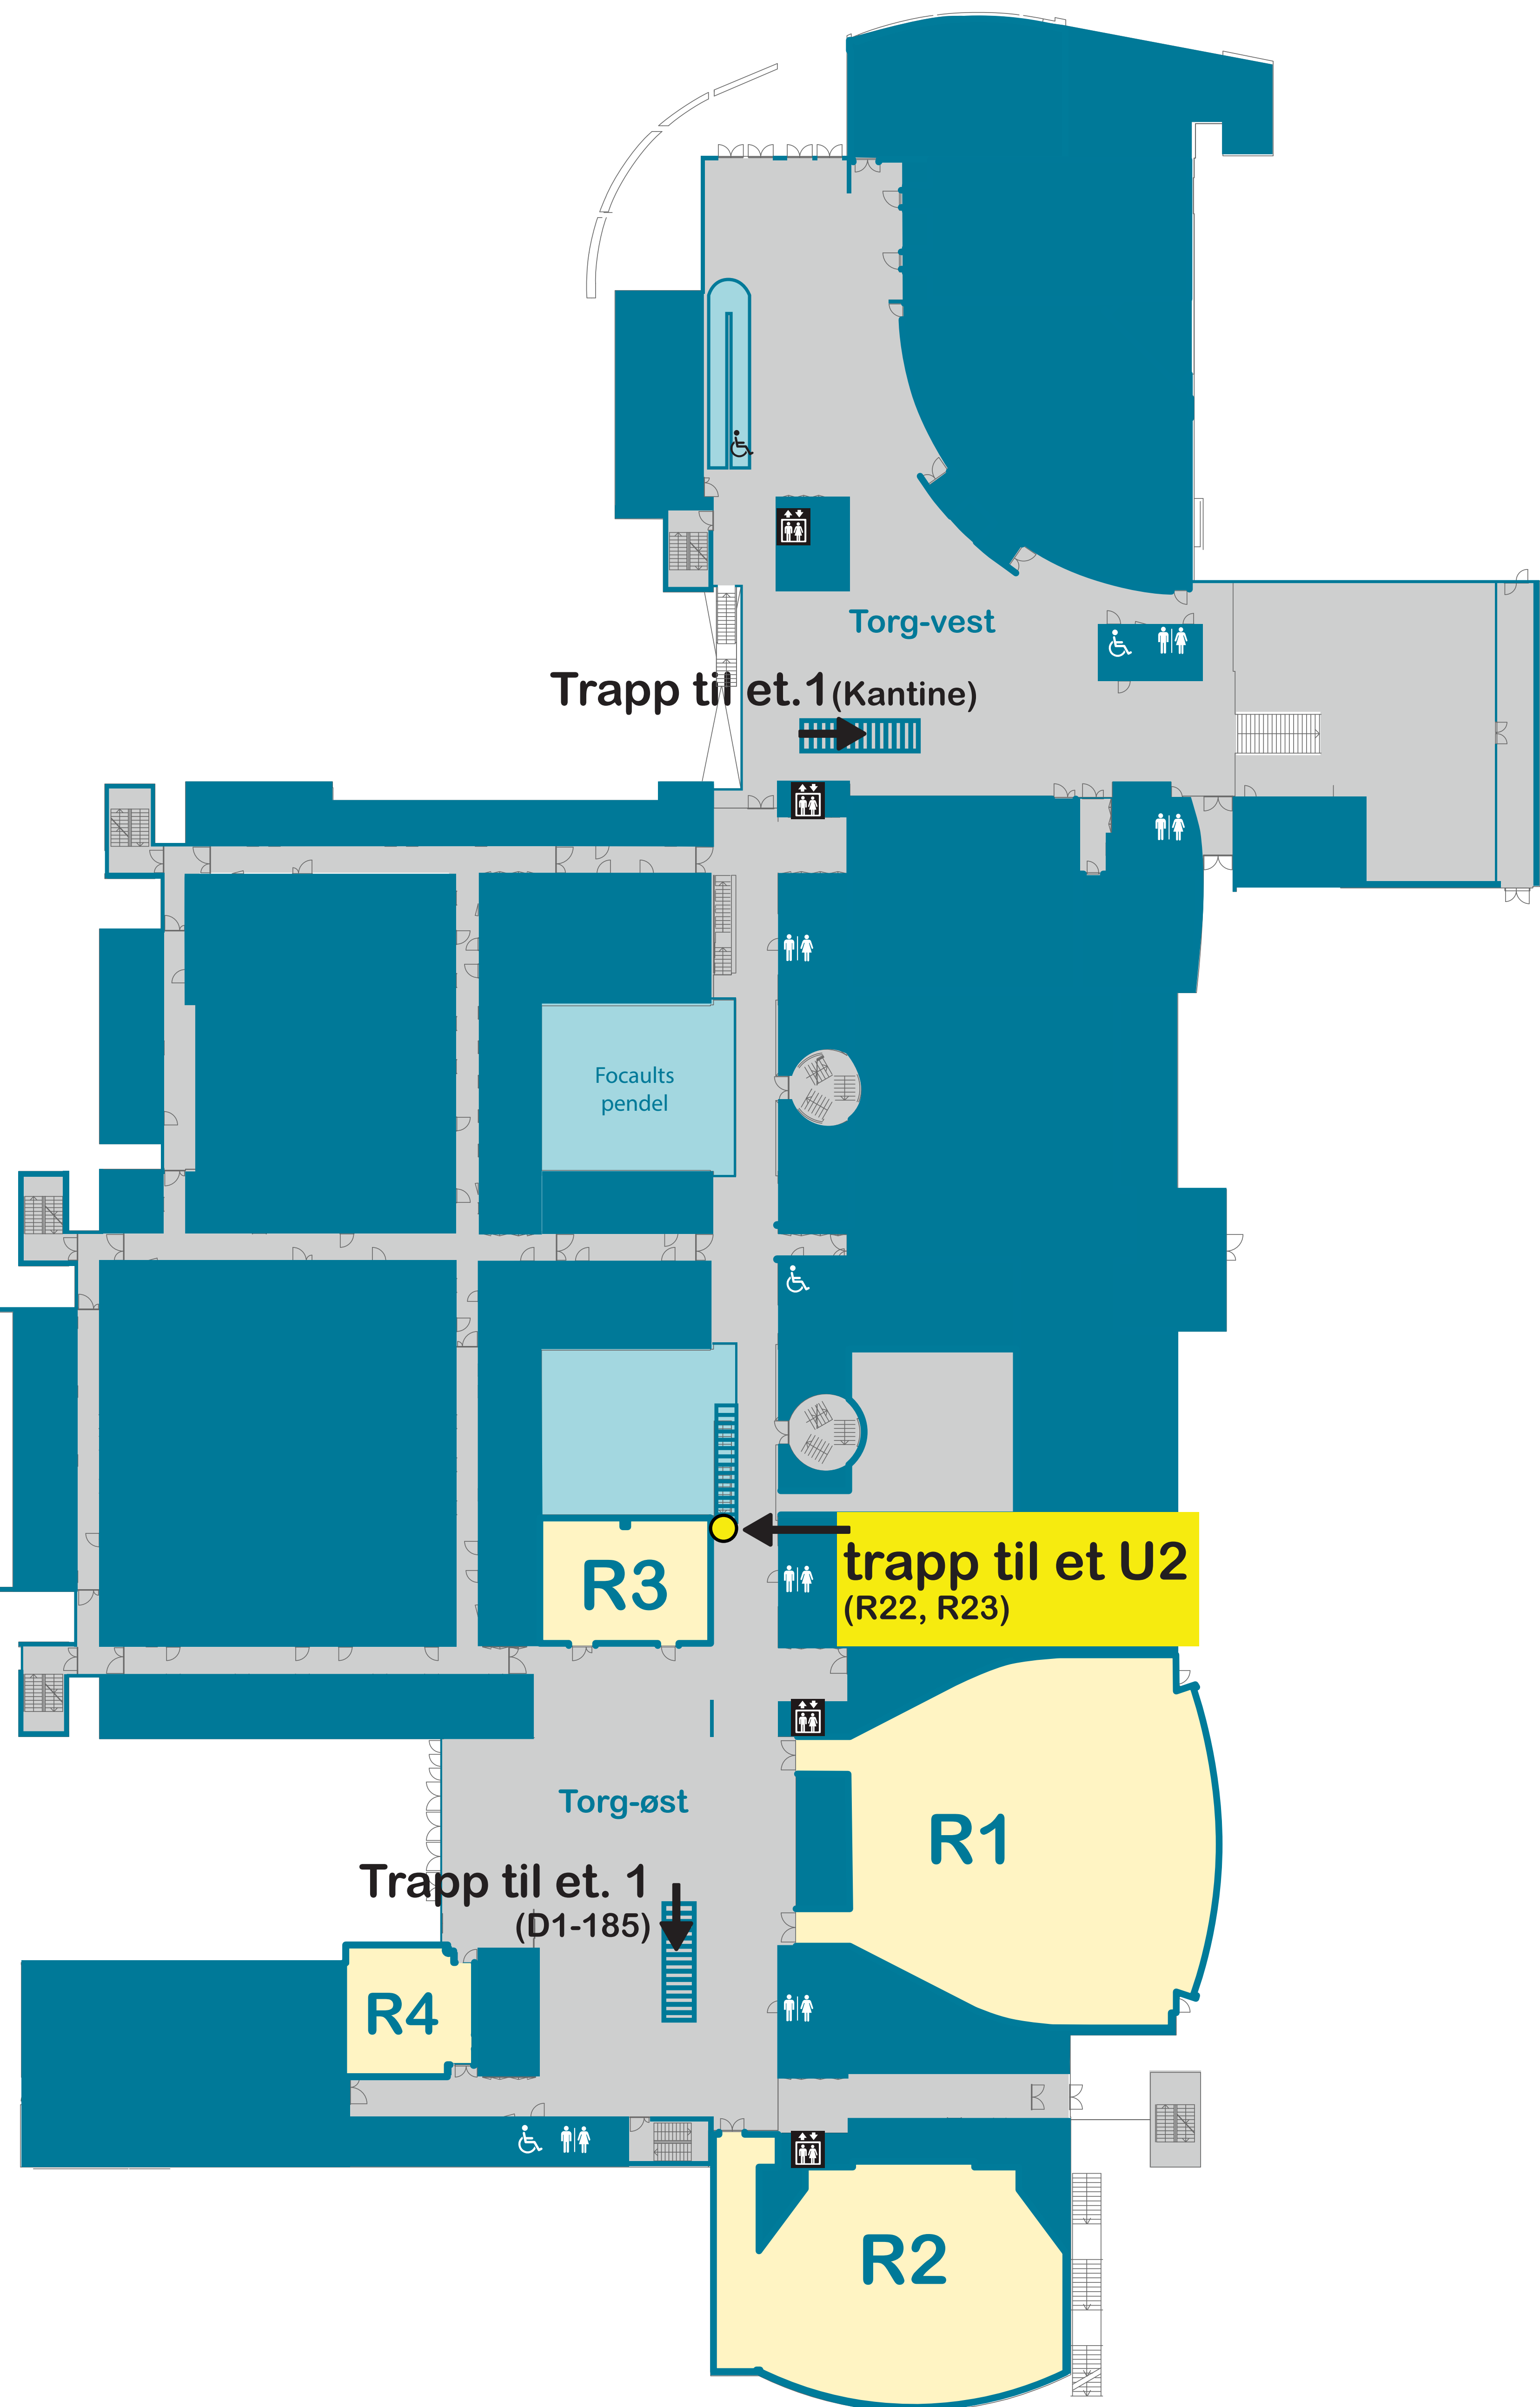 Torg-vest
Trapp til et.1(Kantine)
Focaults
pendel
R3
trapp til et U2
(R22, R23)
Torg-øst
R1
Trapp til et. 1
(D1-185)
R4
R2